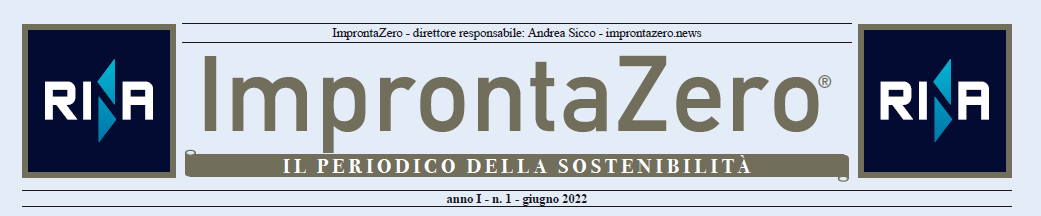 ImprontaZero - direttore responsabile: Andrea Sicco - improntazero.news
RINA
ImprontaZero®
RINA
IL PERIODICO DELLA SOSTENIBILITÀ
anno I - n. 1 - giugno 2022